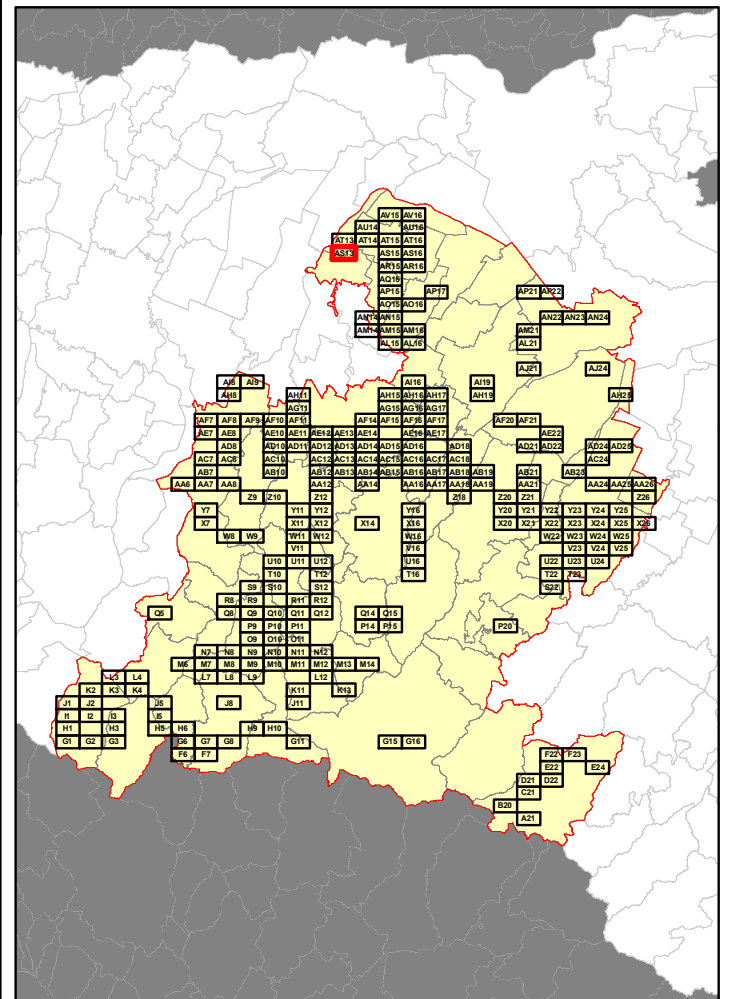 AV15 AV16
AU14 AU16
AT13 AT14 AT15 AT16
AS13 AS15 AS16
AR15 AR16
AQ15
AP15 AP17 AP21 AP22
AO15 AO16
AN14 AN15 AN22 AN23 AN24
AM14 AM15 AM16 AM21
AL15 AL16 AL21
AJ21 AJ24
AI8 AI9 AI16 AI19
AH8 AH11 AH15 AH16 AH17 AH19 AH25
AG11 AG15 AG16 AG17
AF7 AF8 AF9 AF10 AF11 AF14 AF15 AF16 AF17 AF20 AF21
AE7 AE8 AE10 AE11 AE12 AE13 AE14 AE16 AE17 AE22
AD8 AD10 AD11 AD12 AD13 AD14 AD15 AD16 AD18 AD21 AD22 AD24 AD25
AC7 AC8 AC10 AC12 AC13 AC14 AC15 AC16 AC17 AC18 AC24
AB7 AB10 AB12 AB13 AB14 AB15 AB16 AB17 AB18 AB19 AB21 AB23
AA6 AA7 AA8 AA12 AA14 AA16 AA17 AA18 AA19 AA21 AA24 AA25 AA26
Z9 Z10 Z12 Z18 Z20 Z21 Z26
Y7 Y11 Y12 Y16 Y20 Y21 Y22 Y23 Y24 Y25
X7 X11 X12 X14 X16 X20 X21 X22 X23 X24 X25 X26
W8 W9 W11 W12 W16 W22 W23 W24 W25
V11 V16 V23 V24 V25
U10 U11 U12 U16 U22 U23 U24
T10 T12 T16 T22 T23
S9 S10 S12 S22
R8 R9 R11 R12
Q5 Q8 Q9 Q10 Q11 Q12 Q14 Q15
P9 P10 P11 P14 P15 P20
O9 O10 O11
N7 N8 N9 N10 N11 N12
M6 M7 M8 M9 M10 M11 M12 M13 M14
L3 L4 L7 L8 L9 L12
K2 K3 K4 K11 K13
J1 J2 J5 J8 J11
I1 I2 I3 I5
H1 H3 H5 H6 H9 H10
G1 G2 G3 G6 G7 G8 G11 G15 G16
F6 F7 F22 F23
E22 E24
D21 D22
C21
B20
A21